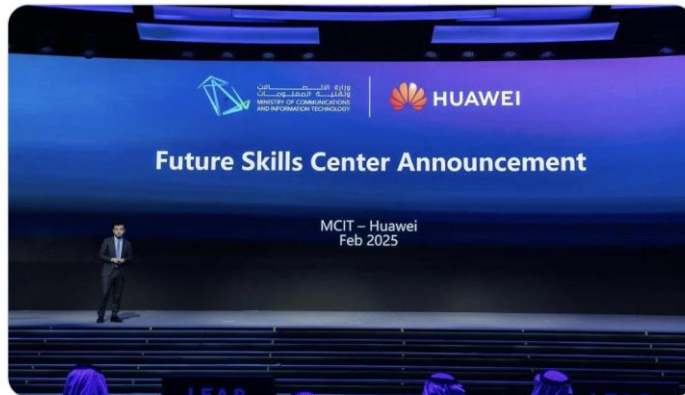 وزارة الاتصالات
وتقنية المعلومات
MINISTRY OF COMMUNICATIONS
AND INFORMATION TECHNOLOGY
HUAWEI
Future Skills Center Announcement
MCIT – Huawei
Feb 2025
LEAP